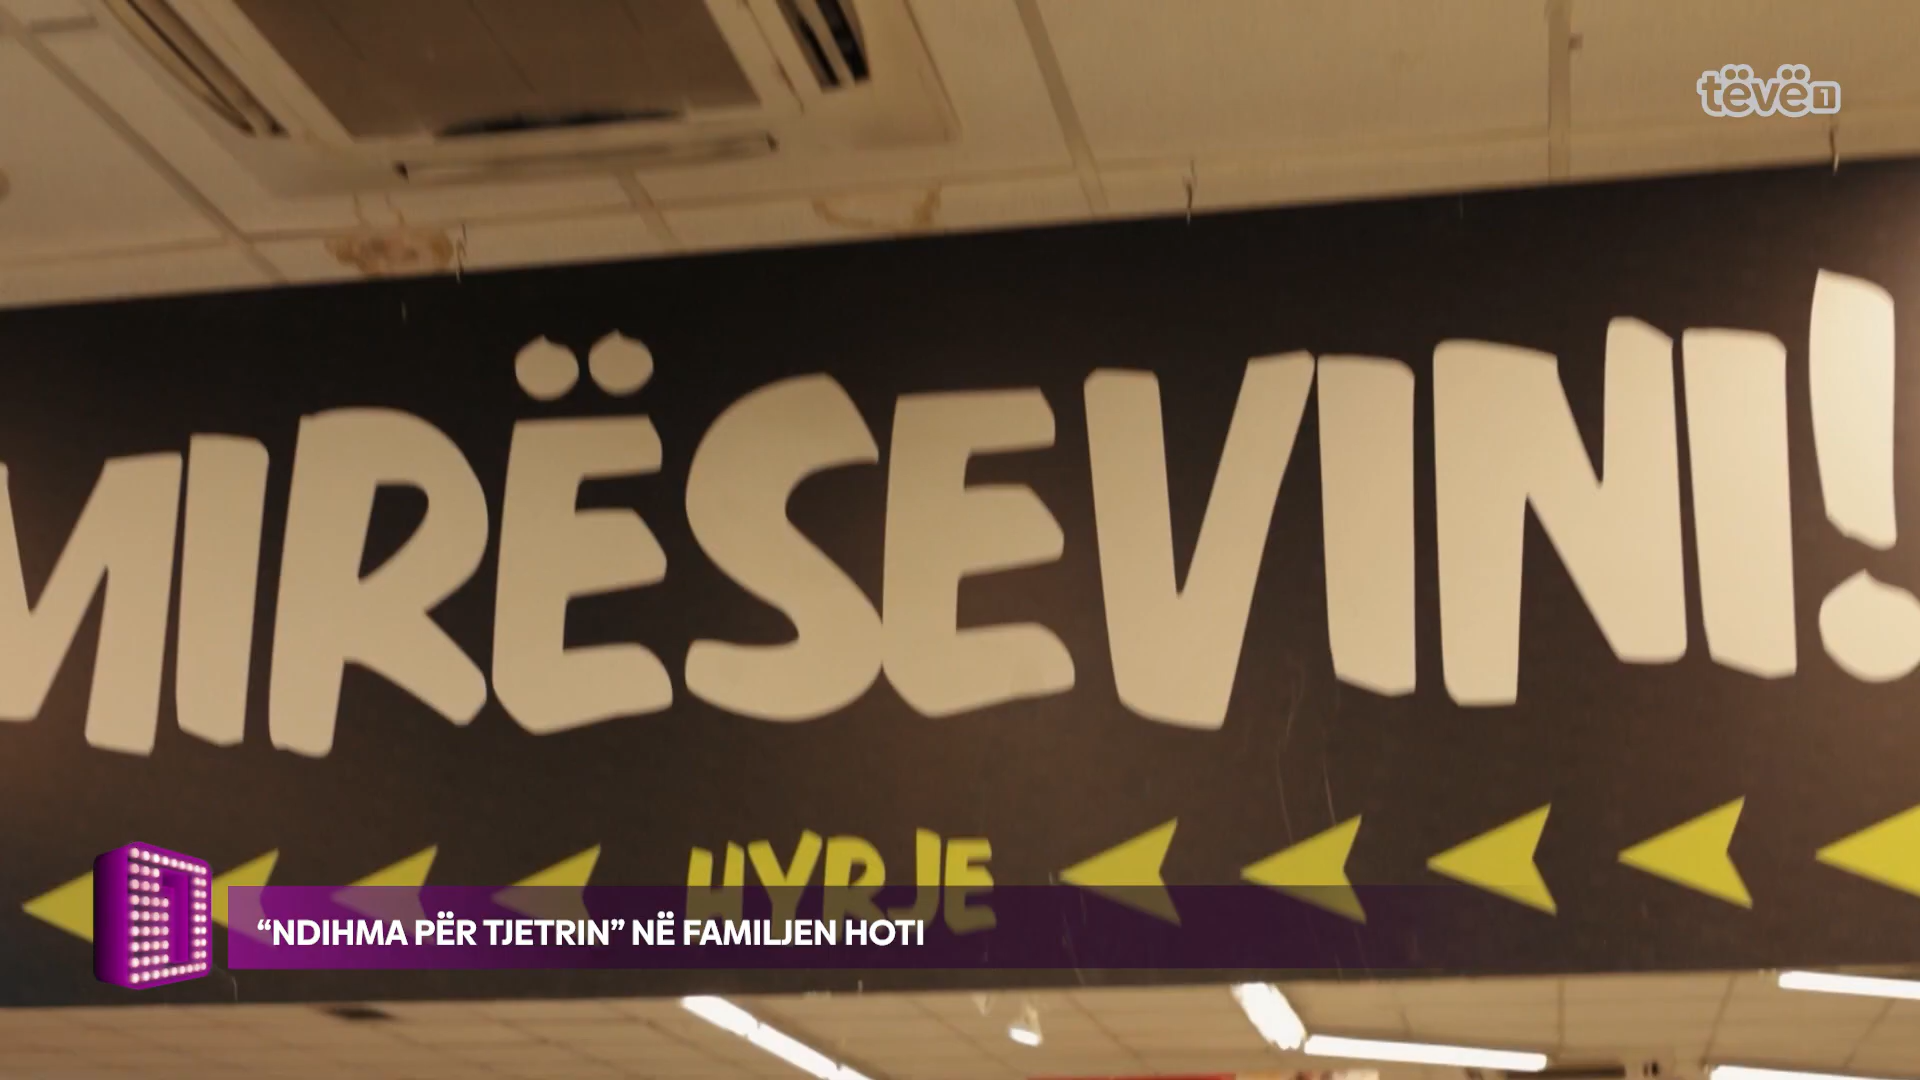 tëvë1
MIRËSEVINI!
HYRJE
“NDIHMA PËR TJETRIN” NË FAMILJEN HOTI